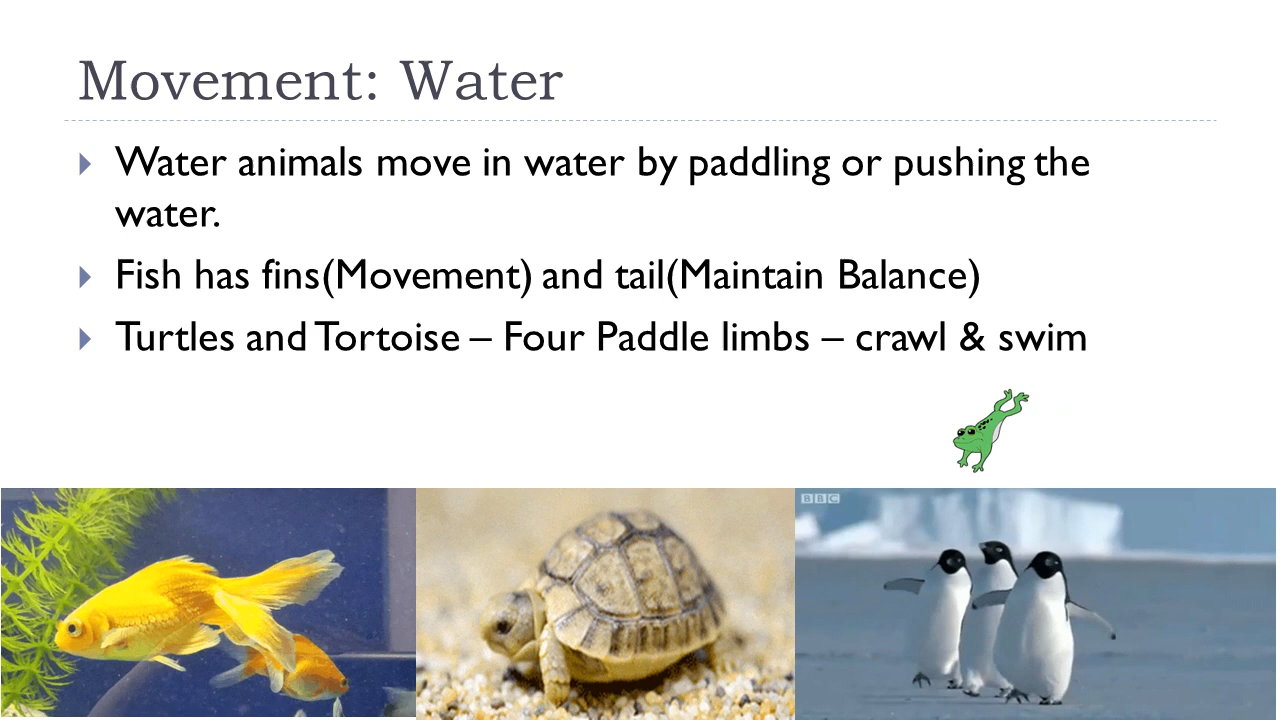 Movement: Water
Water animals move in water by paddling or pushing the
water.
Fish has fins(Movement) and tail(Maintain Balance)
Turtles and Tortoise – Four Paddle limbs – crawl & swim
BBC